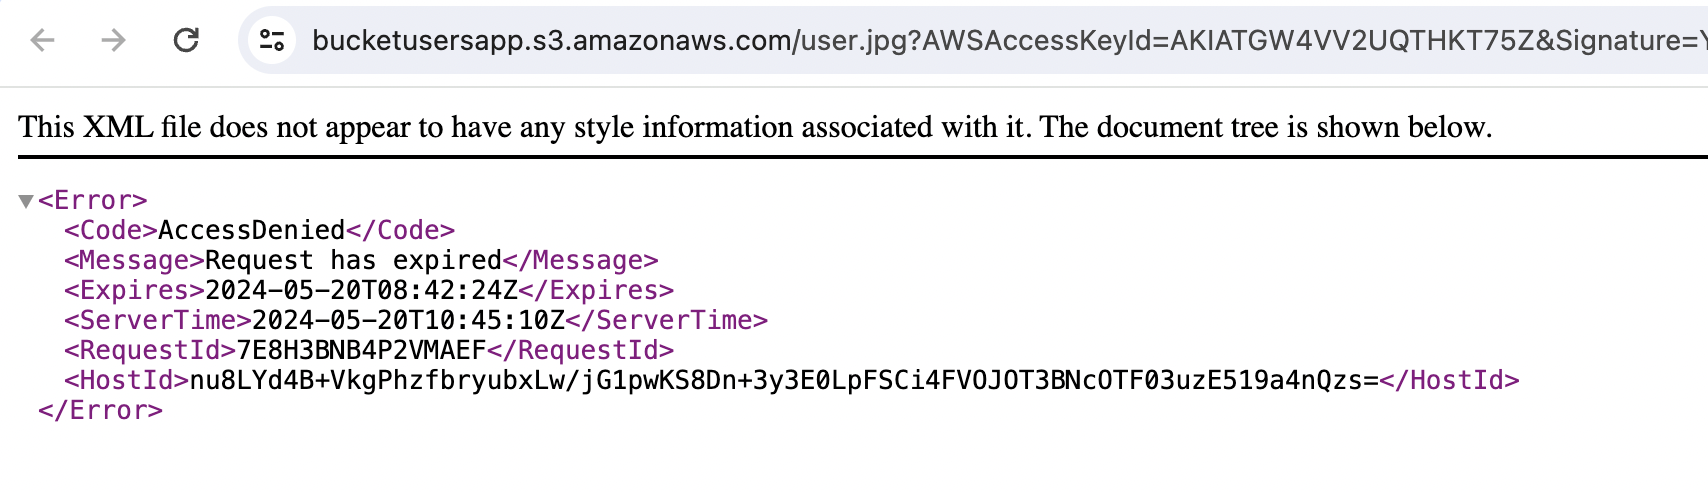 bucketusersapp.s3.amazonaws.com/user.jpg?AWSAccessKeyId=AKIATGW4VV2UQTHKT75Z&Signature=Y
This XML file does not appear to have any style information associated with it. The document tree is shown below.
<Error>
<Code>AccessDenied</Code>
<Message>Request has expired</Message>
<Expires>2024-05-20T08:42:24Z</Expires>
<ServerTime>2024-05-20T10:45:10Z</ServerTime>
<RequestId>7E8H3BNB4P2VMAEF</RequestId>
<HostId>nu8LYd4B+VkgPhzfbryubxLw/jG1pwKS8Dn+3y3E0LpFSCi4FVOJOT3BNcOTF03uzE519a4nQzs=</HostId>
</Error>